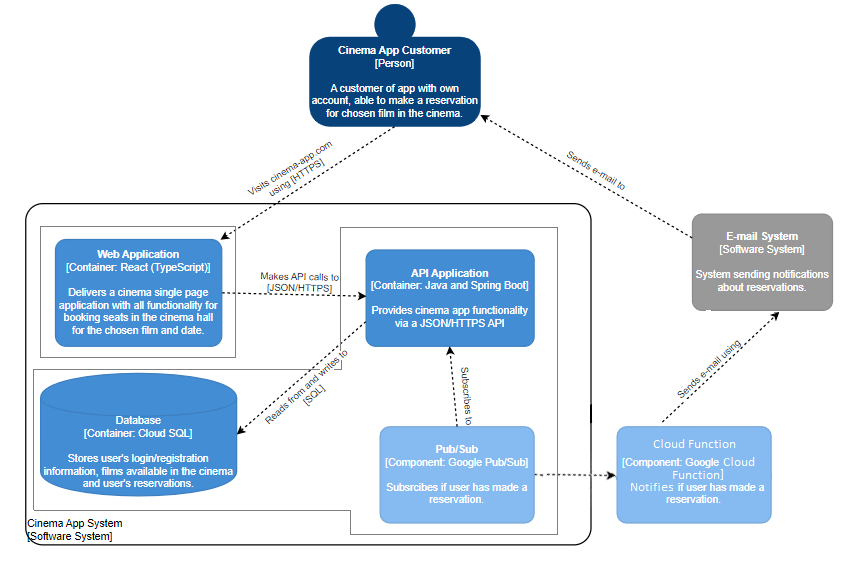 Cinema App Customer
[Person]
A customer of app with own
account, able to make a reservation
for chosen film in the cinema.
Visits cinema-app.com
using [HTTPS]
Sends e-mail to
E-mail System
[Software System]
System sending notifications
about reservations.
Web Application
[Container: React (TypeScript)]
Delivers a cinema single page
application with all functionality for
booking seats in the cinema hall
for the chosen film and date.
Makes API calls to
[JSON/HTTPS]
API Application
[Container: Java and Spring Boot]
Provides cinema app functionality
via a JSON/HTTPS API
Reads from and writes to
[SQL]
Subscribes to
Sends e-mail using
Database
[Container: Cloud SQL]
Stores user's login/registration
information, films available in the cinema
and user's reservations.
Pub/Sub
[Component: Google Pub/Sub]
Subsrcibes if user has made a
reservation.
Cloud Function
[Component: Google Cloud
Function]
Notifies if user has made a
reservation.
Cinema App System
[Software System]